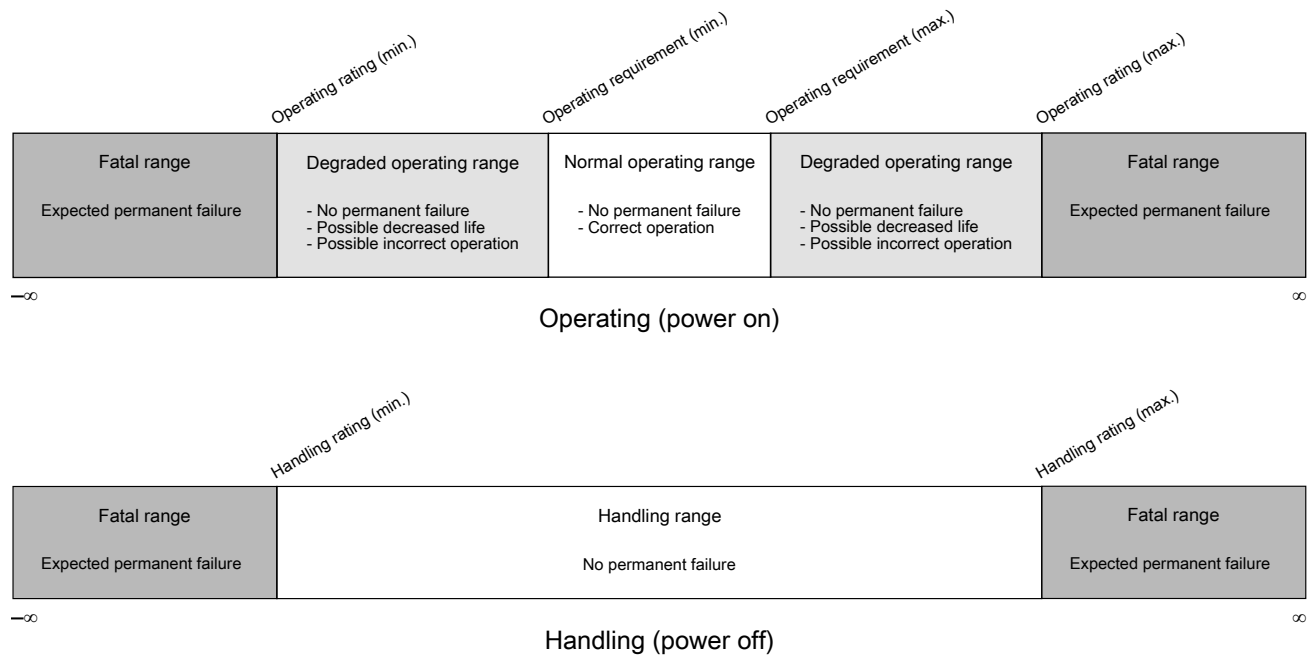 Operating rating (min.)
Operating requirement (min.)
Operating requirement (max.)
Operating rating (max.)
Fatal range
Expected permanent failure
Degraded operating range
- No permanent failure
- Possible decreased life
- Possible incorrect operation
Normal operating range
- No permanent failure
- Correct operation
Degraded operating range
- No permanent failure
- Possible decreased life
- Possible incorrect operation
Fatal range
Expected permanent failure
–∞
∞
Operating (power on)
Handling rating (min.)
Handling rating (max.)
Fatal range
Expected permanent failure
Handling range
No permanent failure
Fatal range
Expected permanent failure
–∞
∞
Handling (power off)